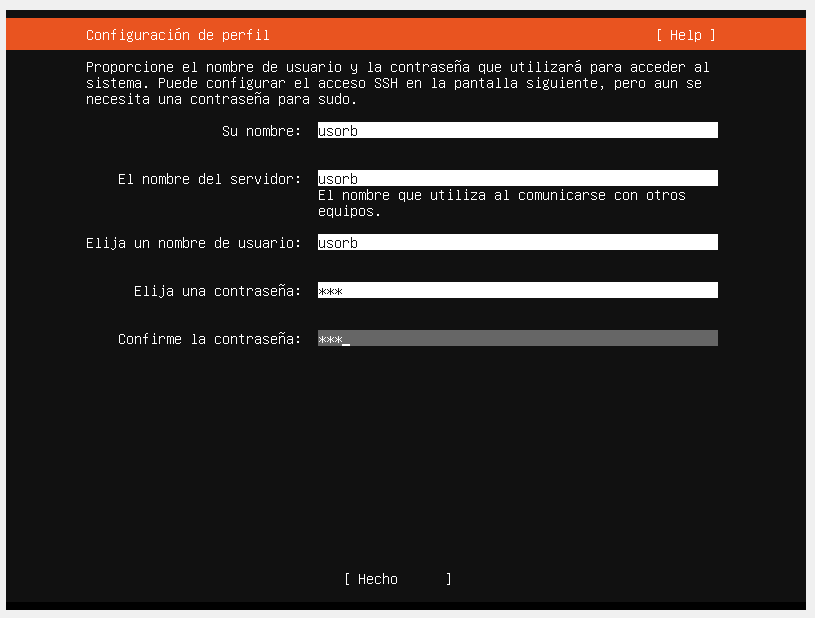 Configuración de perfil [ Help ]
Proporcione el nombre de usuario y la contraseña que utilizará para acceder al
sistema. Puede configurar el acceso SSH en la pantalla siguiente, pero aun se
necesita una contraseña para sudo.
Su nombre: usorb
El nombre del servidor: usorb
El nombre que utiliza al comunicarse con otros
equipos.
Elija un nombre de usuario: usorb
Elija una contraseña: ***
Confirme la contraseña: ***_
[ Hecho ]